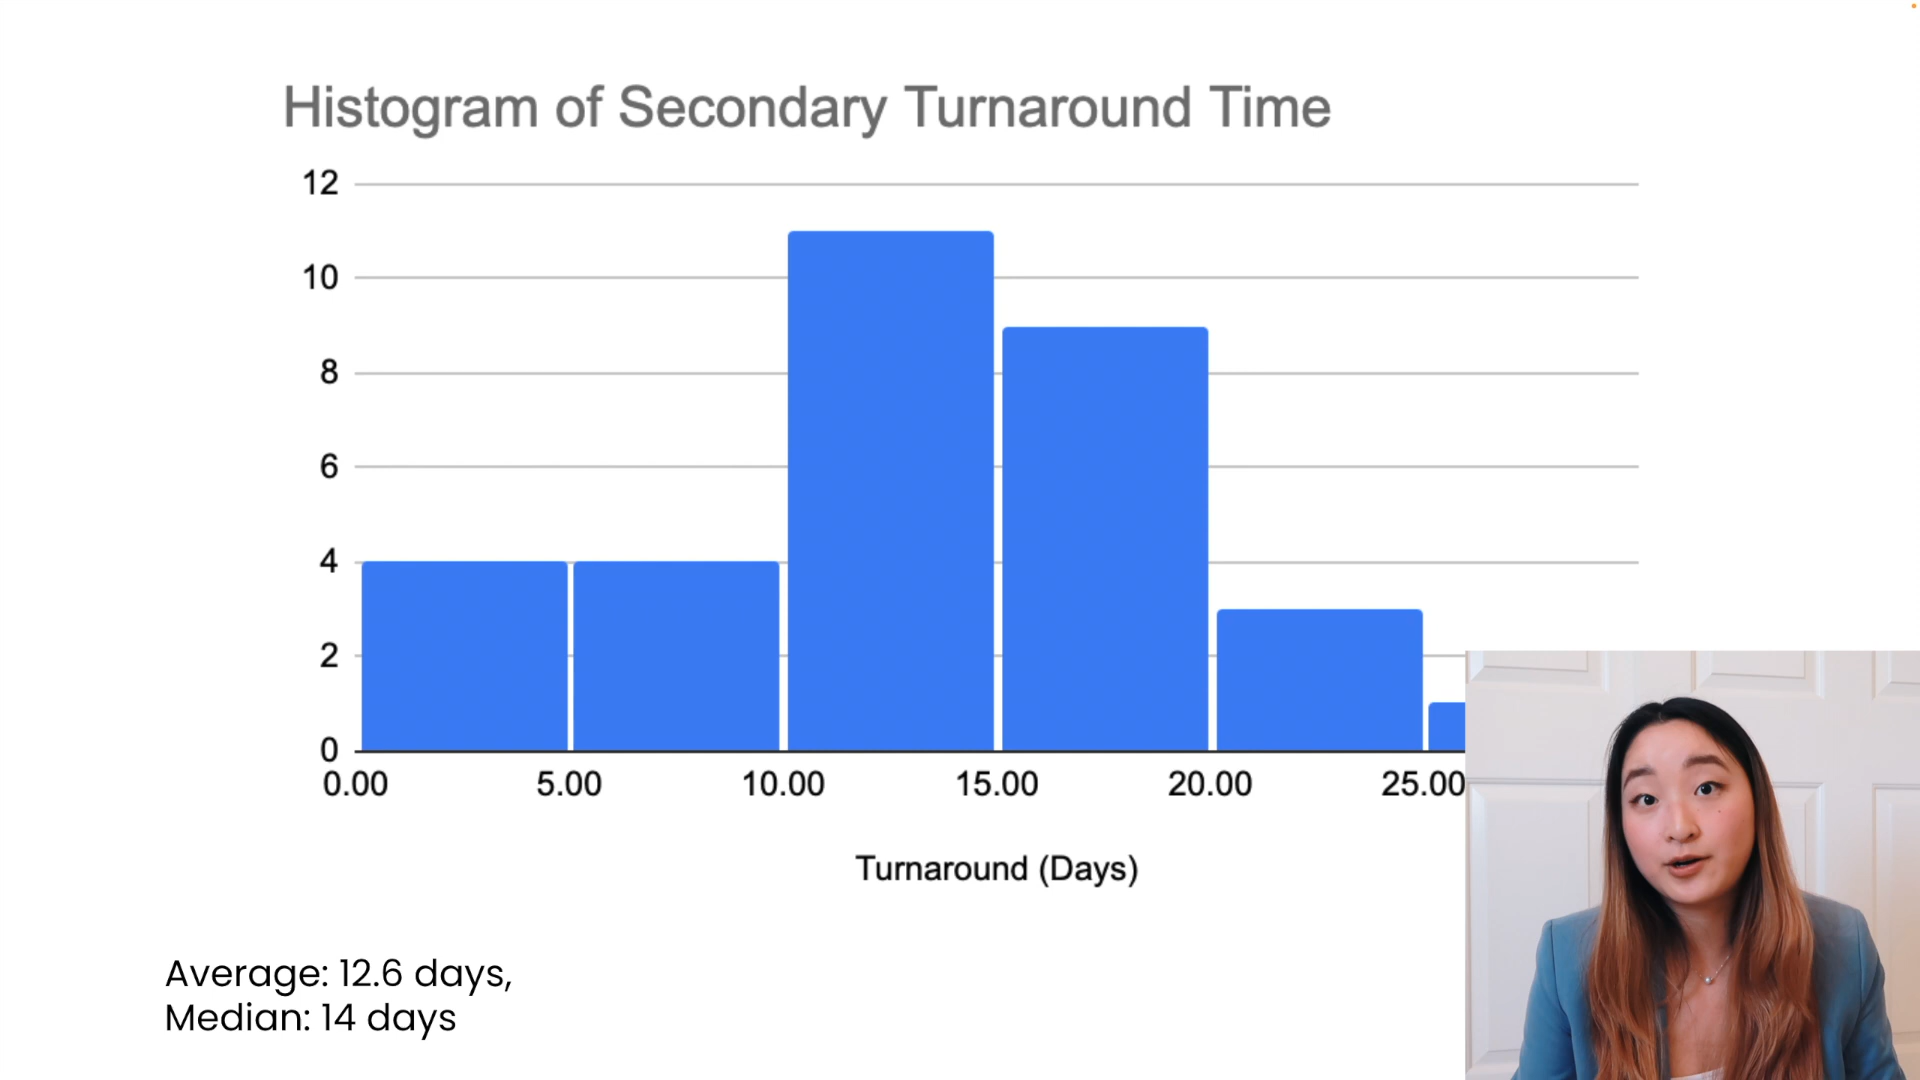 Histogram of Secondary Turnaround Time
12
10
8
6
4
2
0
0.00 5.00 10.00 15.00 20.00 25.00
Turnaround (Days)
Average: 12.6 days,
Median: 14 days